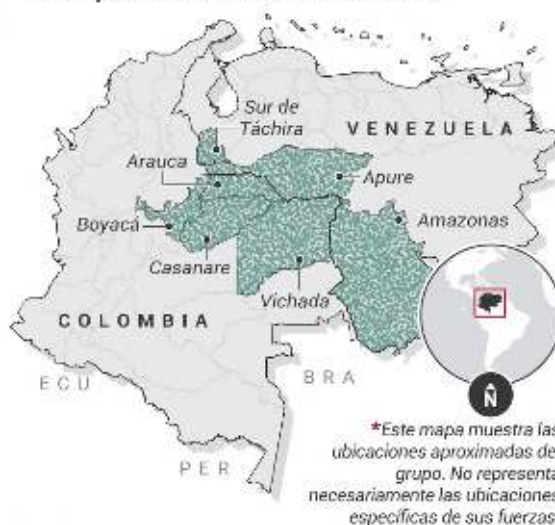 Sur de
Táchira
VENEZUELA
Arauca
Apure
Boyacá
Amazonas
Casanare
Vichada
COLOMBIA
ECU
BRA
N
PER
*Este mapa muestra las
ubicaciones aproximadas de
grupo. No representa
necesariamente las ubicaciones
específicas de sus fuerzas